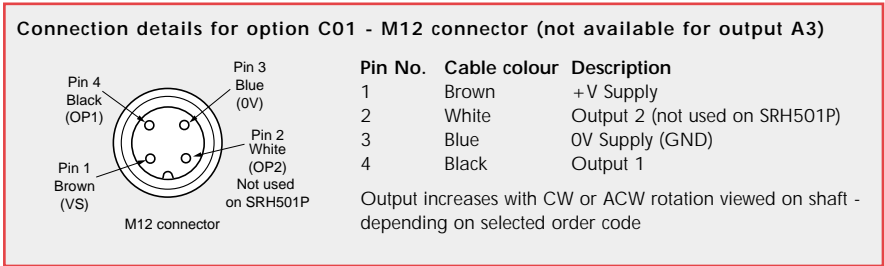 Connection details for option C01 - M12 connector (not available for output A3)
Pin 4
Black
(OP1)
Pin 3
Blue
(0V)
Pin 2
White
(OP2)
Not used
on SRH501P
Pin 1
Brown
(VS)
M12 connector
Pin No. Cable colour Description
1 Brown +V Supply
2 White Output 2 (not used on SRH501P)
3 Blue 0V Supply (GND)
4 Black Output 1
Output increases with CW or ACW rotation viewed on shaft -
depending on selected order code